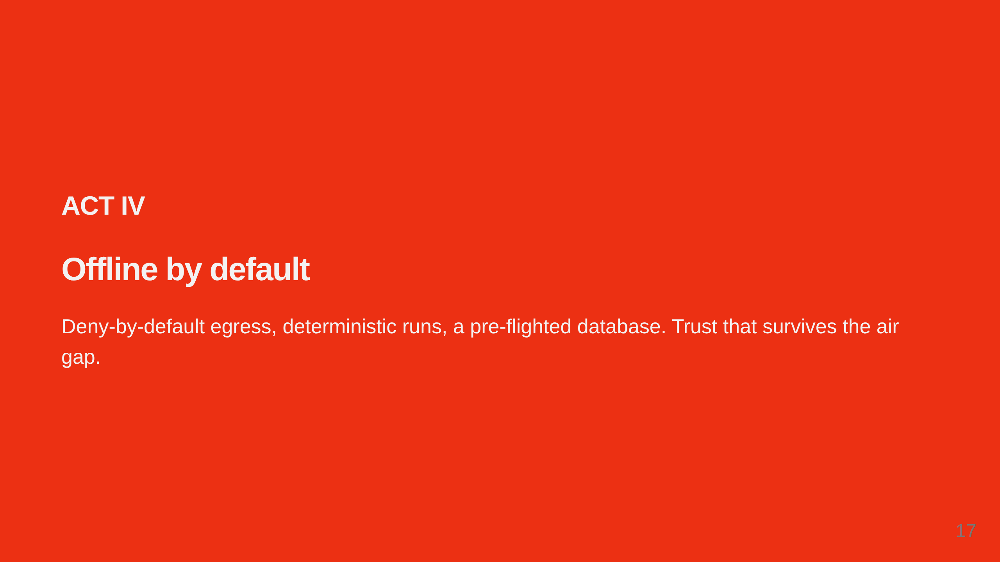 ACT IV
Offline by default
Deny-by-default egress, deterministic runs, a pre-flighted database. Trust that survives the air
gap.
17